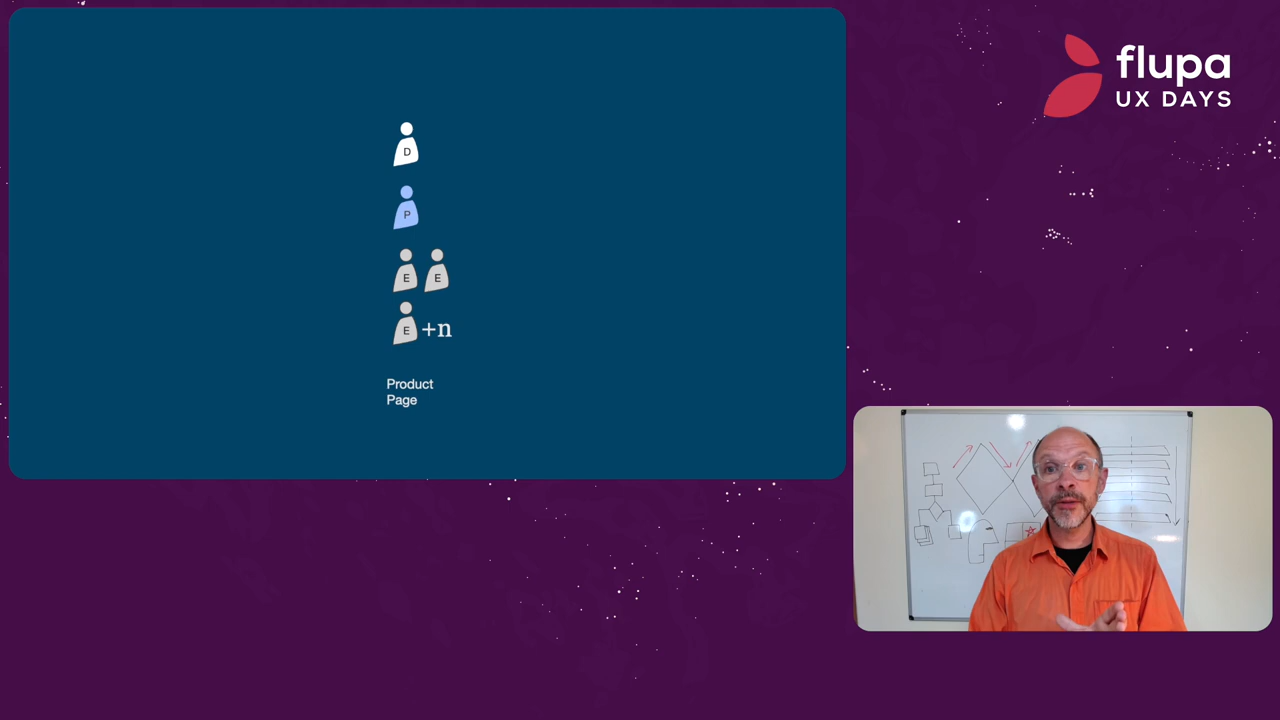 D
P
E E
E +n
Product
Page
flupa
UX DAYS